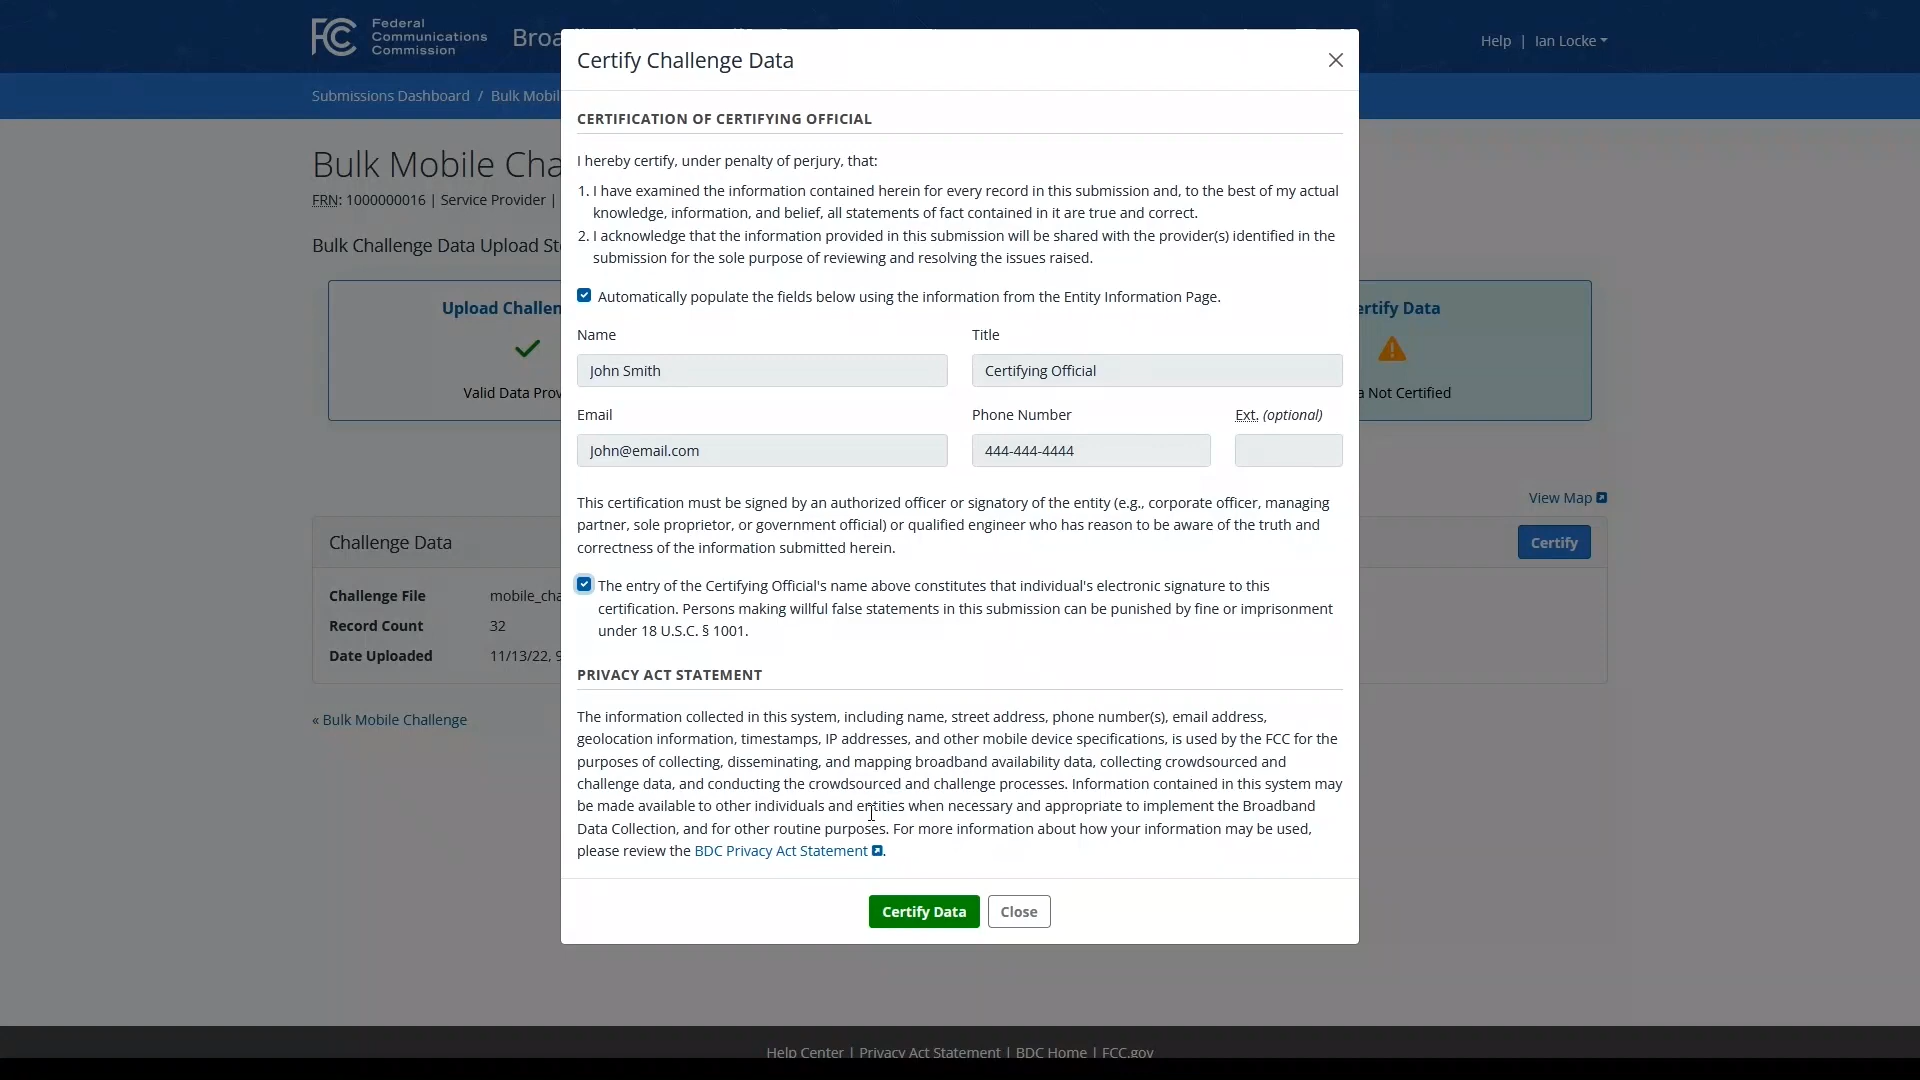 Federal
Communications
Commission
FCC
Help | Ian Locke
Certify Challenge Data
Submissions Dashboard / Bulk
CERTIFICATION OF CERTIFYING OFFICIAL
Bulk Mobile
I hereby certify, under penalty of perjury, that:
1. I have examined the information contained herein for every record in this submission and, to the best of my actual
knowledge, information, and belief, all statements of fact contained in it are true and correct.
FRN: 1000000016 | Service Provider |
2. I acknowledge that the information provided in this submission will be shared with the provider(s) identified in the
submission for the sole purpose of reviewing and resolving the issues raised.
Bulk Challenge Data Upload
Automatically populate the fields below using the information from the Entity Information Page.
Upload
Data
Valid Data
Not Certified
Name
Title
John Smith
Certifying Official
Email
Phone Number
Ext. (optional)
John@email.com
444-444-4444
This certification must be signed by an authorized officer or signatory of the entity (e.g., corporate officer, managing
partner, sole proprietor, or government official) or qualified engineer who has reason to be aware of the truth and
correctness of the information submitted herein.
View Map
Challenge Data
Certify
The entry of the Certifying Official's name above constitutes that individual's electronic signature to this
certification. Persons making willful false statements in this submission can be punished by fine or imprisonment
under 18 U.S.C. § 1001.
Challenge File mobile_cha
Record Count 32
Date Uploaded 11/13/22, 9
PRIVACY ACT STATEMENT
« Bulk Mobile Challenge
The information collected in this system, including name, street address, phone number(s), email address,
geolocation information, timestamps, IP addresses, and other mobile device specifications, is used by the FCC for the
purposes of collecting, disseminating, and mapping broadband availability data, collecting crowdsourced and
challenge data, and conducting the crowdsourced and challenge processes. Information contained in this system may
be made available to other individuals and entities when necessary and appropriate to implement the Broadband
Data Collection, and for other routine purposes. For more information about how your information may be used,
please review the BDC Privacy Act Statement.
Certify Data
Close
Help Center | Privacy Act Statement | BDC Home | FCC.gov